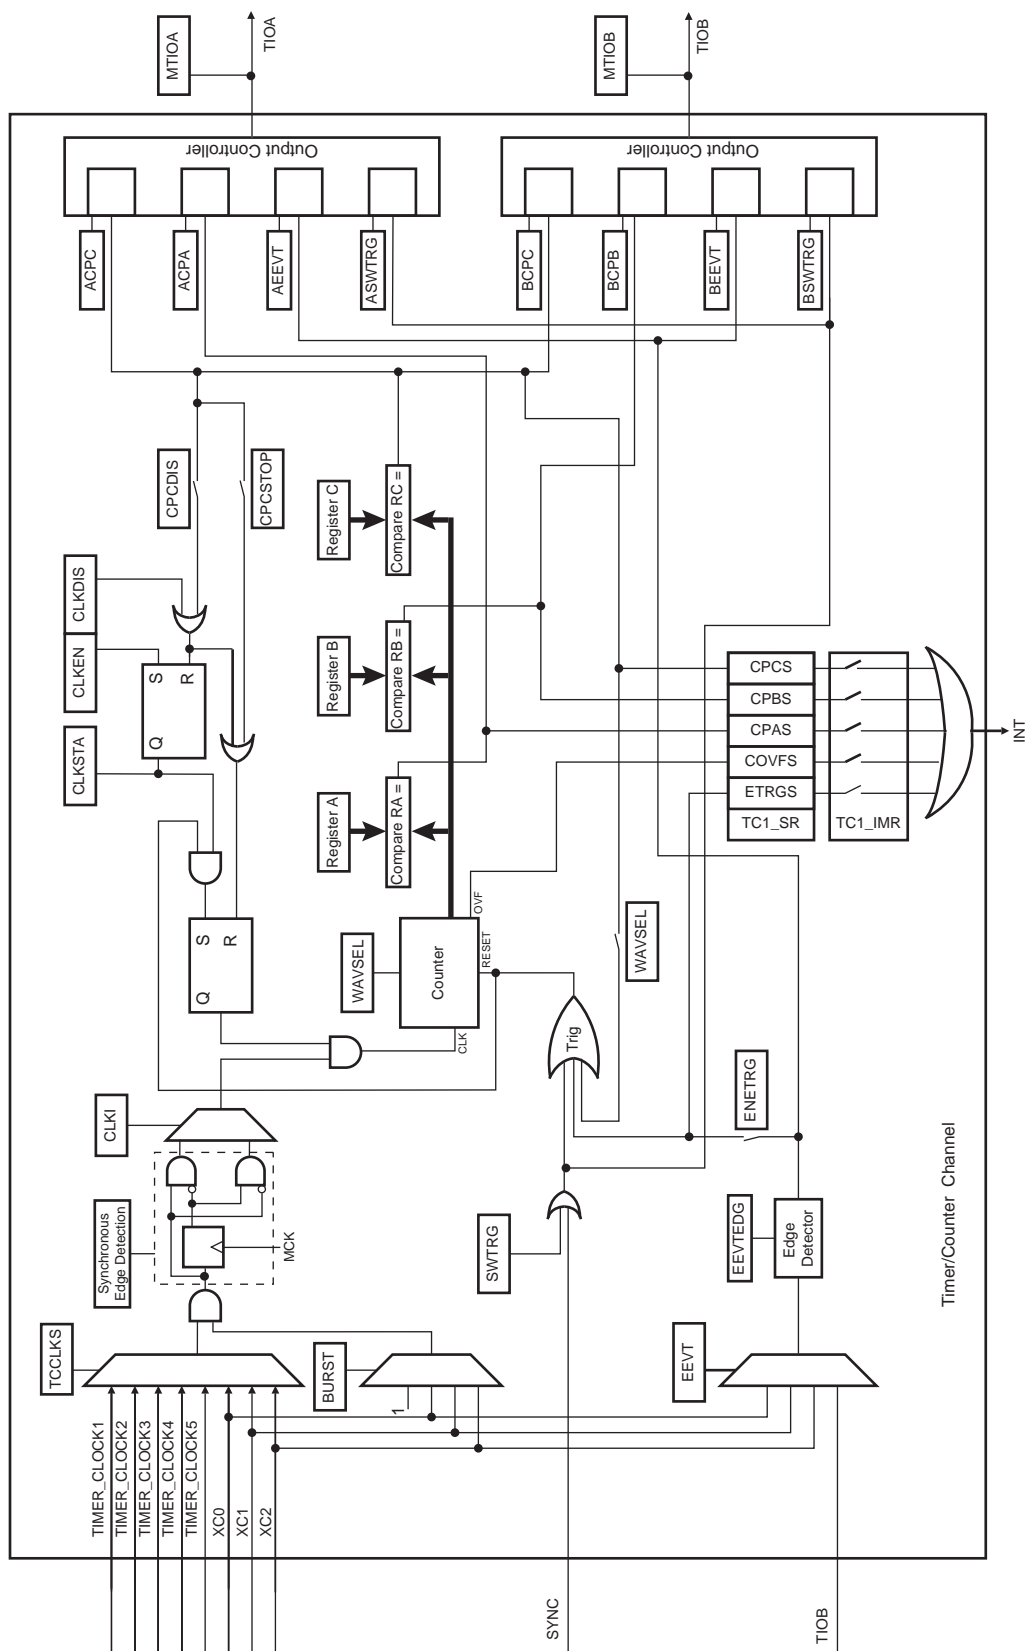 TCCLKS
TIMER_CLOCK1
TIMER_CLOCK2
TIMER_CLOCK3
TIMER_CLOCK4
TIMER_CLOCK5
XC0
XC1
XC2
Synchronous
Edge Detection
CLKI
MCK
BURST
1
CLKSTA
CLKEN
CLKDIS
Q
S
R
Q
S
R
CPCDIS
CPCSTOP
ACPC
ACPA
AEEVT
ASWTRG
Output Controller
MTIOA
TIOA
WAVSEL
Counter
CLK
RESET
OVF
Register A
Register B
Register C
Compare RA =
Compare RB =
Compare RC =
SYNC
SWTRG
Trig
WAVSEL
BCPC
BCPB
BEEVT
BSWTRG
Output Controller
MTIOB
TIOB
TIOB
EEVT
EEVTEDG
Edge
Detector
ENETRG
CPCS
CPBS
CPAS
COVFS
ETRGS
TC1_SR
TC1_IMR
INT
Timer/Counter Channel